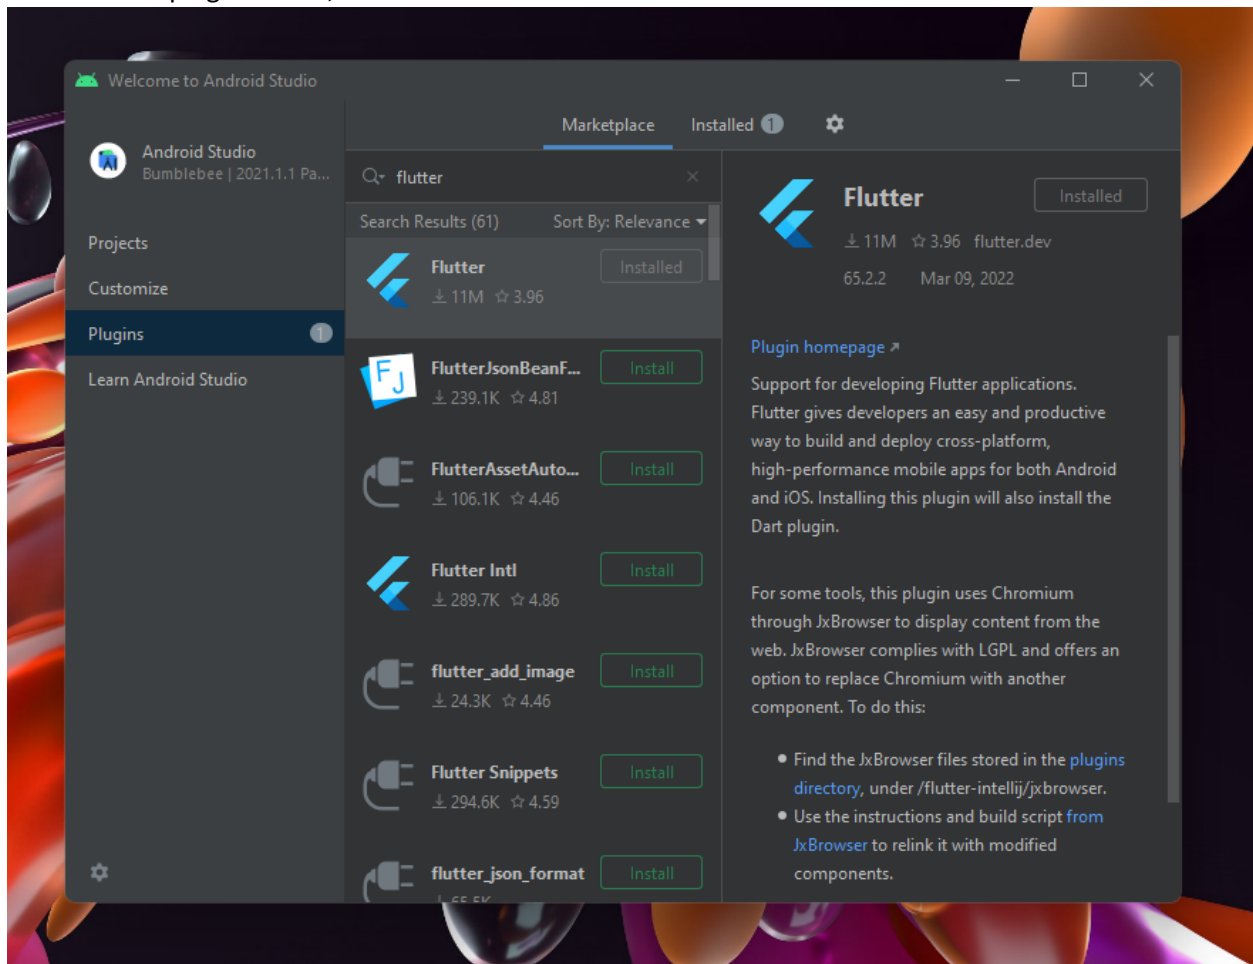 Welcome to Android Studio
Marketplace Installed 1
Android Studio
Bumblebee | 2021.1.1 Pa...
Projects
Customize
Plugins 1
Learn Android Studio
flutter
Search Results (61) Sort By: Relevance
Flutter Installed
11M 3.96
FlutterJsonBeanF... Install
239.1K 4.81
FlutterAssetAuto... Install
106.1K 4.46
Flutter Intl Install
289.7K 4.86
flutter_add_image Install
24.3K 4.46
Flutter Snippets Install
294.6K 4.59
flutter_json_format Install
Flutter Installed
11M 3.96 flutter.dev
65.2.2 Mar 09, 2022
Plugin homepage
Support for developing Flutter applications.
Flutter gives developers an easy and productive
way to build and deploy cross-platform,
high-performance mobile apps for both Android
and iOS. Installing this plugin will also install the
Dart plugin.
For some tools, this plugin uses Chromium
through JxBrowser to display content from the
web. JxBrowser complies with LGPL and offers an
option to replace Chromium with another
component. To do this:
Find the JxBrowser files stored in the plugins
directory, under /flutter-intellij/jxbrowser.
Use the instructions and build script from
JxBrowser to relink it with modified
components.